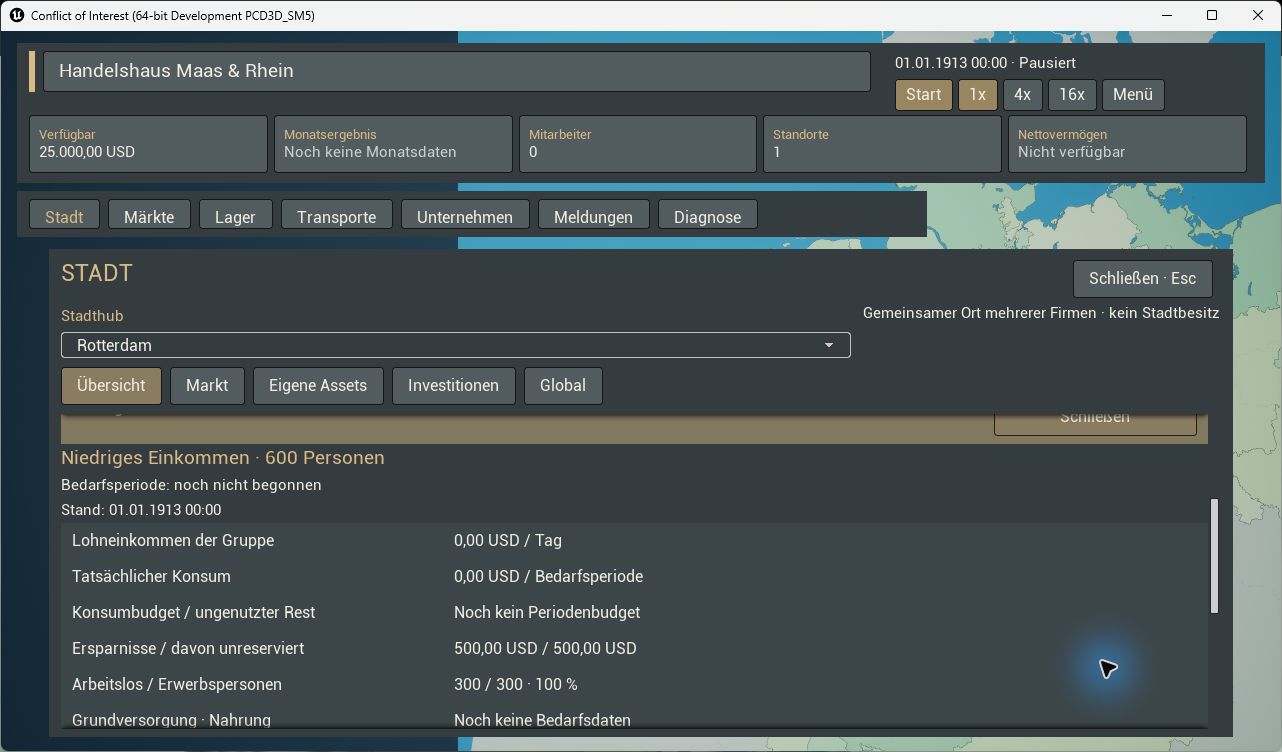 Conflict of Interest (64-bit Development PCD3D_SM5)
Handelshaus Maas & Rhein
01.01.1913 00:00 · Pausiert
Start 1x 4x 16x Menü
Verfügbar
25.000,00 USD
Monatsergebnis
Noch keine Monatsdaten
Mitarbeiter
0
Standorte
1
Nettovermögen
Nicht verfügbar
Stadt Märkte Lager Transporte Unternehmen Meldungen Diagnose
STADT
Schließen · Esc
Stadthub
Gemeinsamer Ort mehrerer Firmen · kein Stadtbesitz
Rotterdam
Übersicht Markt Eigene Assets Investitionen Global
Schließen
Niedriges Einkommen · 600 Personen
Bedarfsperiode: noch nicht begonnen
Stand: 01.01.1913 00:00
Lohneinkommen der Gruppe 0,00 USD / Tag
Tatsächlicher Konsum 0,00 USD / Bedarfsperiode
Konsumbudget / ungenutzter Rest Noch kein Periodenbudget
Ersparnisse / davon unreserviert 500,00 USD / 500,00 USD
Arbeitslos / Erwerbspersonen 300 / 300 · 100 %
Grundversorgung · Nahrung Noch keine Bedarfsdaten